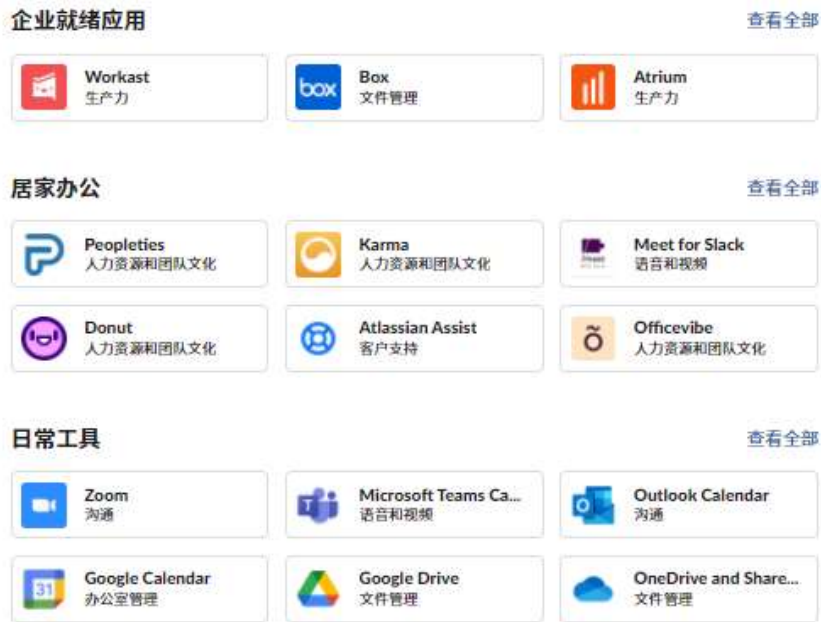 企业就绪应用
查看全部
Workast
生产力
box
Box
文件管理
Atrium
生产力
居家办公
查看全部
Peopleties
人力资源和团队文化
Karma
人力资源和团队文化
Meet for Slack
语音和视频
Donut
人力资源和团队文化
Atlassian Assist
客户支持
õ
Officevibe
人力资源和团队文化
日常工具
查看全部
Zoom
沟通
T
Microsoft Teams Ca...
语音和视频
Outlook Calendar
沟通
31
Google Calendar
办公室管理
Google Drive
文件管理
OneDrive and Share...
文件管理